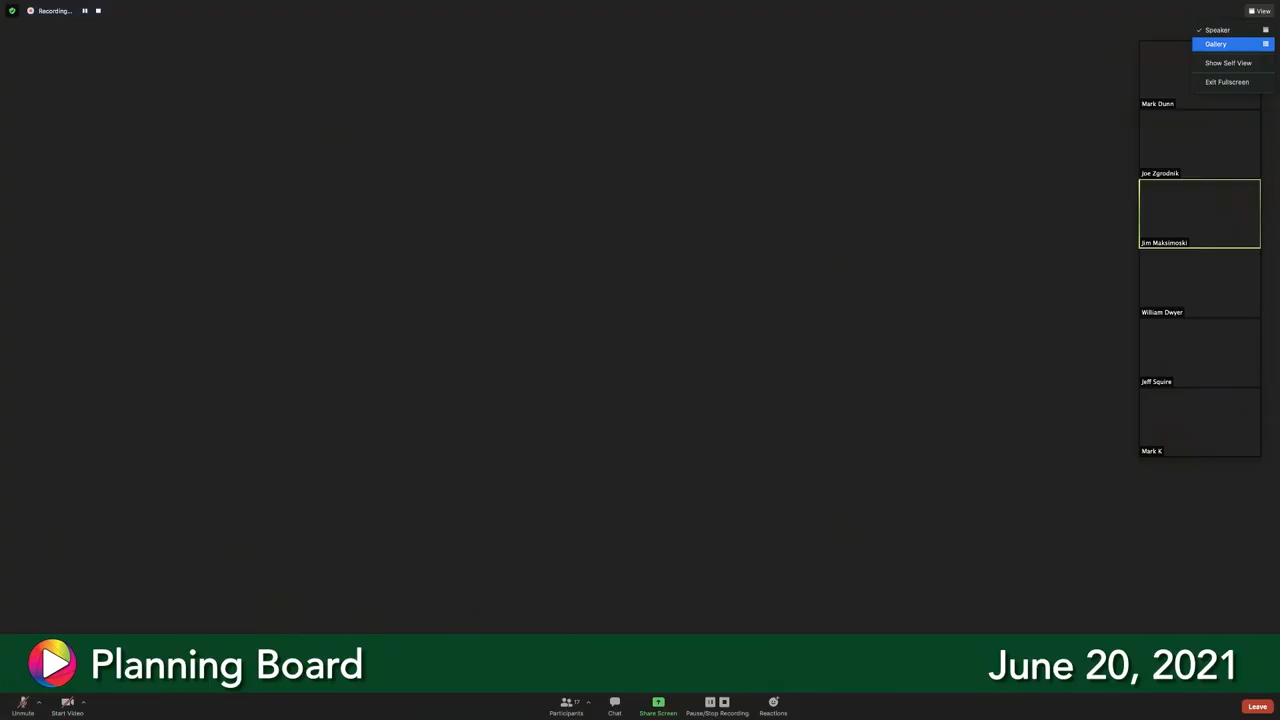 Recording...
View
Speaker
Gallery
Show Self View
Exit Fullscreen
Mark Dunn
Joe Zgrodnik
Jim Maksimoski
William Dwyer
Jeff Squire
Mark K
Planning Board
June 20, 2021
Unmute
Start Video
17
Participants
Chat
Share Screen
Pause/Stop Recording
Reactions
Leave